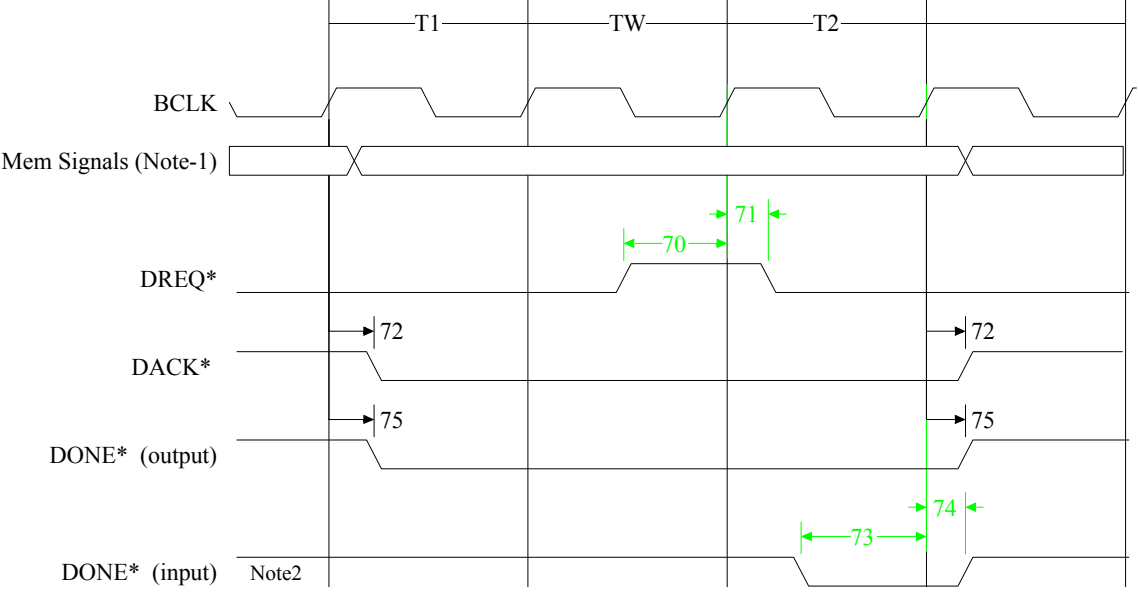 T1 TW T2
BCLK
Mem Signals (Note-1)
71
70
DREQ*
72 72
DACK*
75 75
DONE* (output)
74
73
DONE* (input) Note2